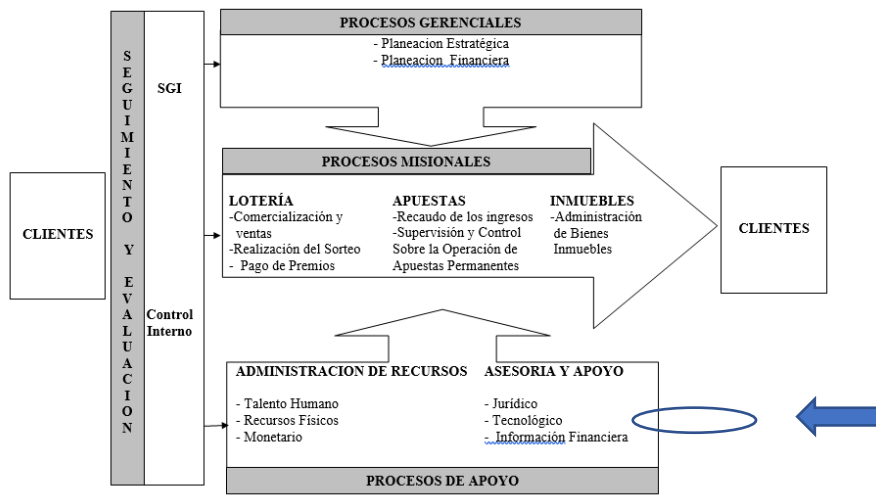 PROCESOS GERENCIALES
- Planeacion Estratégica
- Planeacion  Financiera
SEGUIMIENTO Y EVALUACION
SGI
Control
Interno
CLIENTES
PROCESOS MISIONALES
LOTERÍA
-Comercialización y
ventas
-Realización del Sorteo
-  Pago de Premios
APUESTAS
-Recaudo de los ingresos
-Supervisión y Control
Sobre la Operación de
Apuestas Permanentes
INMUEBLES
-Administración
de Bienes
Inmuebles
CLIENTES
ADMINISTRACION DE RECURSOS
- Talento Humano
- Recursos Físicos
- Monetario
ASESORIA Y APOYO
- Jurídico
- Tecnológico
-  Información Financiera
PROCESOS DE APOYO